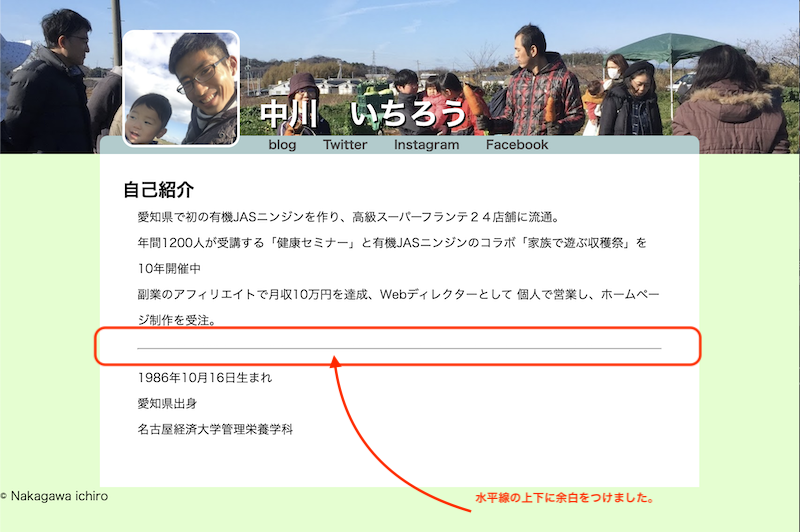 中川　いちろう
blog Twitter Instagram Facebook
自己紹介
愛知県で初の有機JASニンジンを作り、高級スーパーフランテ２４店舗に流通。
年間1200人が受講する「健康セミナー」と有機JASニンジンのコラボ「家族で遊ぶ収穫祭」を
10年開催中
副業のアフィリエイトで月収10万円を達成、Webディレクターとして 個人で営業し、ホームペー
ジ制作を受注。
1986年10月16日生まれ
愛知県出身
名古屋経済大学管理栄養学科
© Nakagawa ichiro
水平線の上下に余白をつけました。